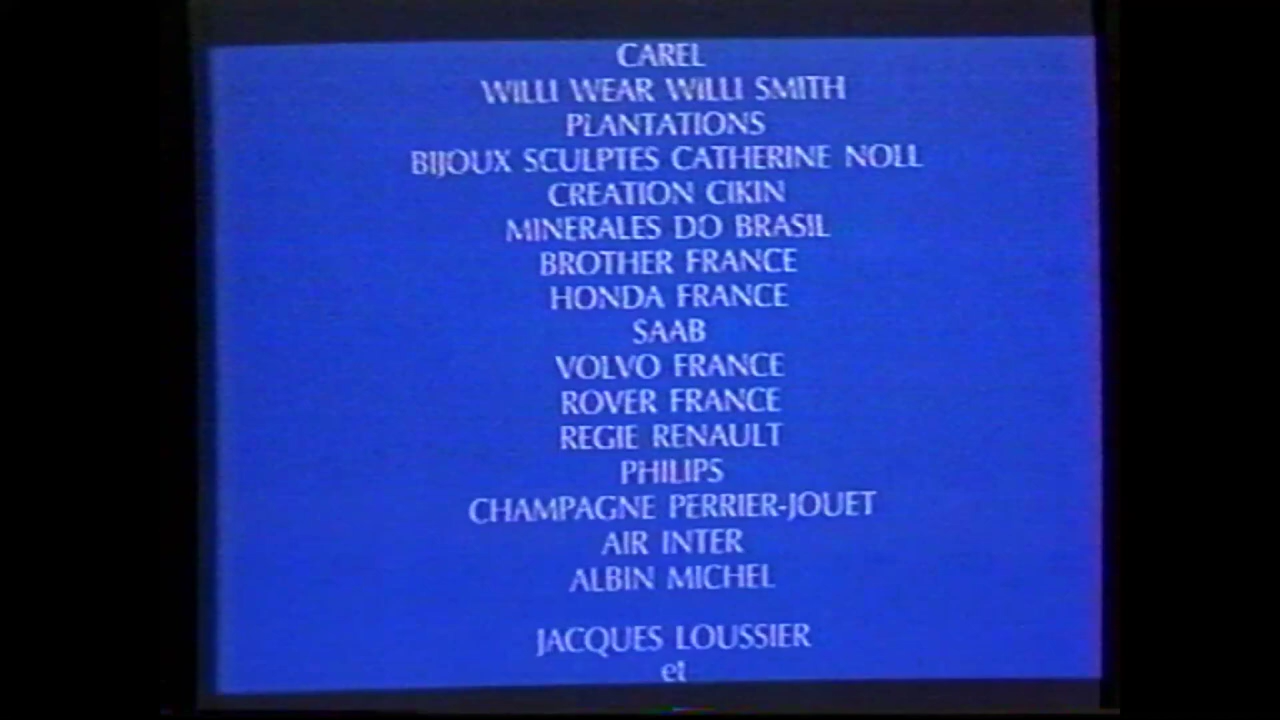 CAREL
WILLI WEAR WILLI SMITH
PLANTATIONS
BIJOUX SCULPTES CATHERINE NOLL
CREATION CIKIN
MINERALES DO BRASIL
BROTHER FRANCE
HONDA FRANCE
SAAB
VOLVO FRANCE
ROVER FRANCE
REGIE RENAULT
PHILIPS
CHAMPAGNE PERRIER-JOUET
AIR INTER
ALBIN MICHEL
JACQUES LOUSSIER
et